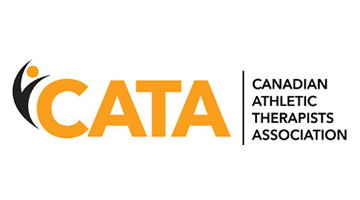 CATA
CANADIAN
ATHLETIC
THERAPISTS
ASSOCIATION